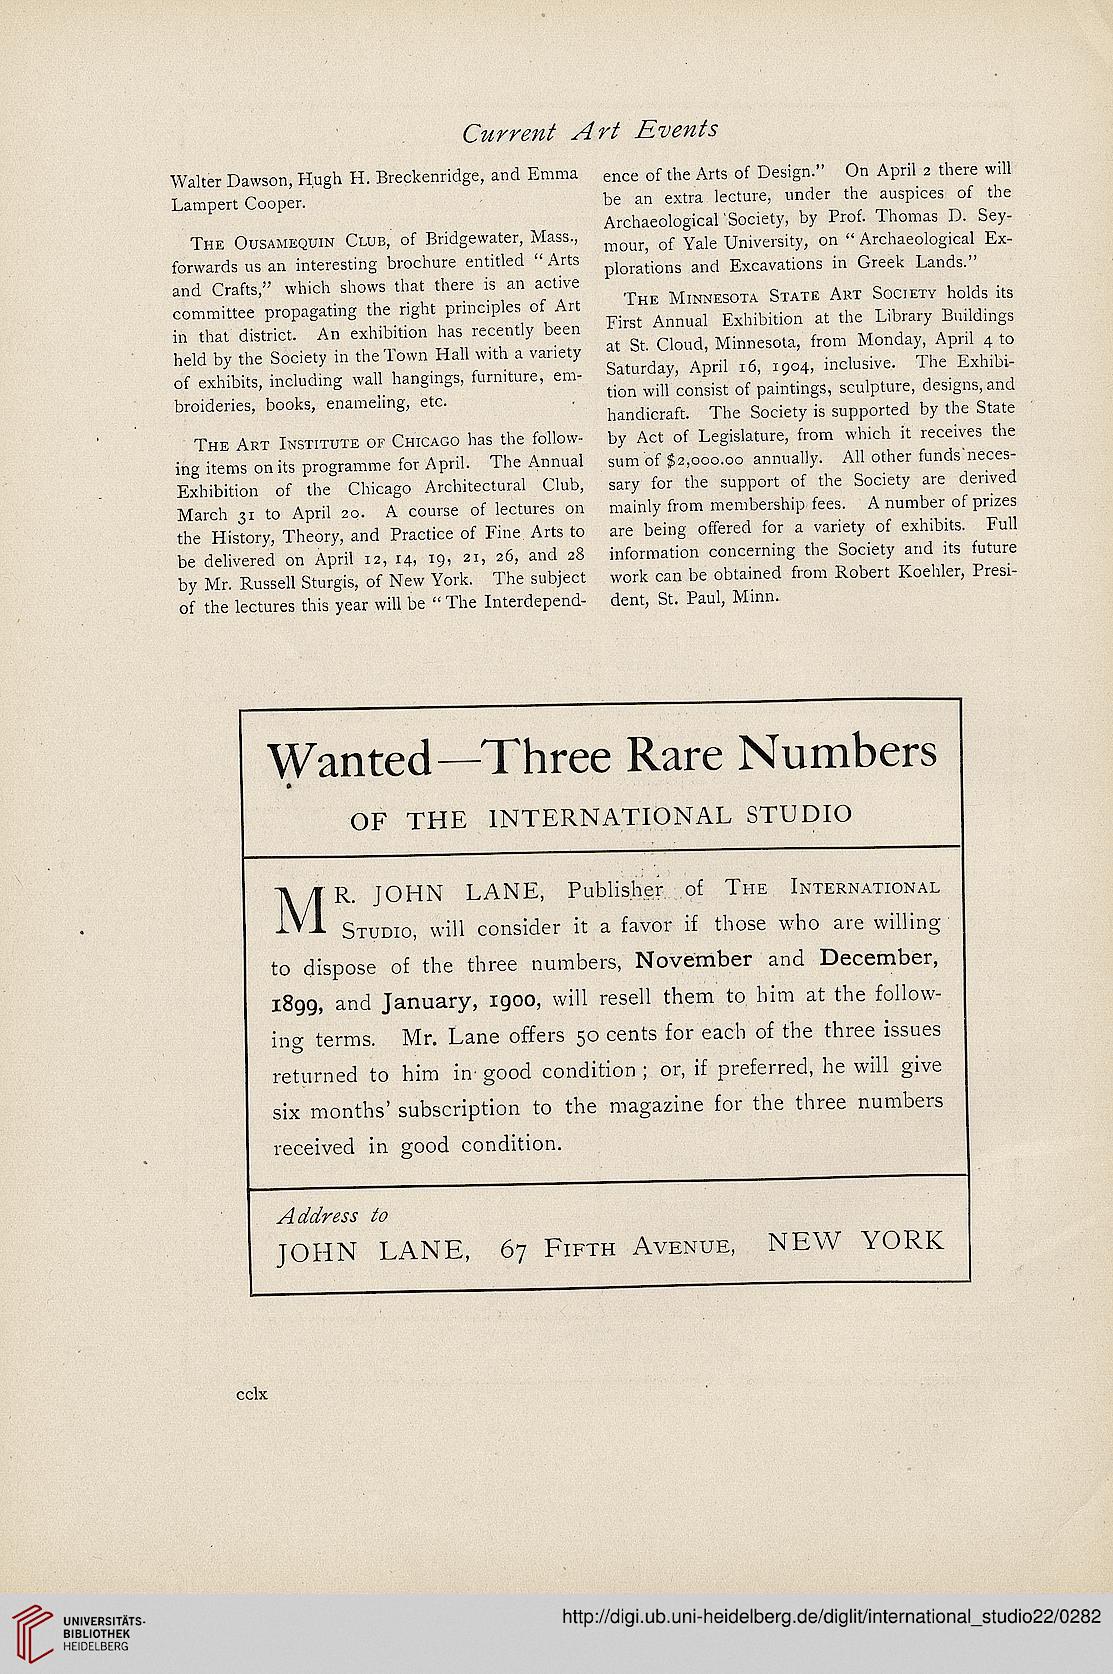 Current Art Events
Walter Dawson, Hugh H. Breckenridge, and Emma
Lampert Cooper.
The Ousamequin Club, of Bridgewater, Mass.,
forwards us an interesting brochure entitled “Arts
and Crafts,” which shows that there is an active
committee propagating the right principles of Art
in that district. An exhibition has recently been
held by the Society in the Town Hall with a variety
of exhibits, including wall hangings, furniture, em-
broideries, books, enameling, etc.
The Art Institute of Chicago has the follow-
ing items on its programme for April. The Annual
Exhibition of the Chicago Architectural Club,
March 31 to April 20. A course of lectures on
the History, Theory, and Practice of Fine Arts to
be delivered on April 12, 14, 19, 21, 26, and 28
by Mr. Russell Sturgis, of New York. The subject
of the lectures this year will be “The Interdepend-
ence of the Arts of Design.” On April 2 there will
be an extra lecture, under the auspices of the
Archaeological Society, by Prof. Thomas D. Sey-
mour, of Yale University, on “Archaeological Ex-
plorations and Excavations in Greek Lands.”
The Minnesota State Art Society holds its
First Annual Exhibition at the Library Buildings
at St. Cloud, Minnesota, from Monday, April 4 to
Saturday, April 16, 1904, inclusive. The Exhibi-
tion will consist of paintings, sculpture, designs, and
handicraft. The Society is supported by the State
by Act of Legislature, from which it receives the
sum of $2,000.00 annually. All other funds neces-
sary for the support of the Society are derived
mainly from membership fees. A number of prizes
are being offered for a variety of exhibits. Full
information concerning the Society and its future
work can be obtained from Robert Koehler, Presi-
dent, St. Paul, Minn.
Wanted—Three Rare Numbers
OF THE INTERNATIONAL STUDIO
MR. JOHN LANE, Publisher of The International
Studio, will consider it a favor if those who are willing
to dispose of the three numbers, November and December,
1899, and January, 1900, will resell them to him at the follow-
ing terms. Mr. Lane offers 50 cents for each of the three issues
returned to him in good condition; or, if preferred, he will give
six months’ subscription to the magazine for the three numbers
received in good condition.
Address to
JOHN LANE, 67 Fifth Avenue, NEW YORK
cclx
UNIVERSITÄTS-
BIBLIOTHEK
HEIDELBERG
http://digi.ub.uni-heidelberg.de/diglit/international_studio22/0282